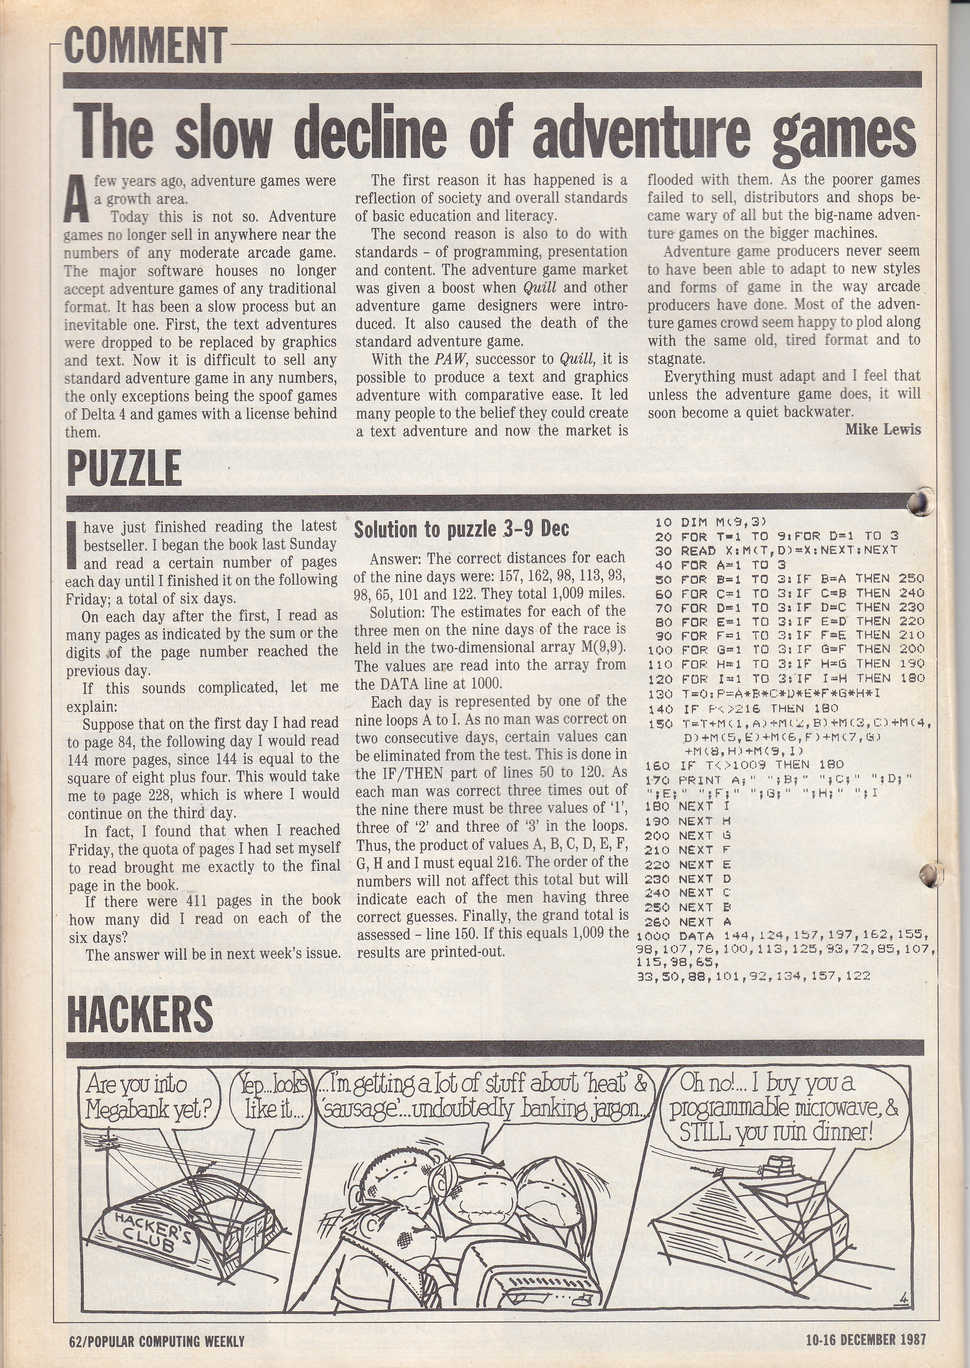 COMMENT
The slow decline of adventure games
A few years ago, adventure games were
a growth area.
Today this is not so. Adventure
games no longer sell in anywhere near the
numbers of any moderate arcade game.
The major software houses no longer
accept adventure games of any traditional
format. It has been a slow process but an
inevitable one. First, the text adventures
were dropped to be replaced by graphics
and text. Now it is difficult to sell any
standard adventure game in any numbers,
the only exceptions being the spoof games
of Delta 4 and games with a license behind
them.
The first reason it has happened is a
reflection of society and overall standards
of basic education and literacy.
The second reason is also to do with
standards – of programming, presentation
and content. The adventure game market
was given a boost when Quill and other
adventure game designers were intro-
duced. It also caused the death of the
standard adventure game.
With the PAW, successor to Quill, it is
possible to produce a text and graphics
adventure with comparative ease. It led
many people to the belief they could create
a text adventure and now the market is
flooded with them. As the poorer games
failed to sell, distributors and shops be-
came wary of all but the big-name adven-
ture games on the bigger machines.
Adventure game producers never seem
to have been able to adapt to new styles
and forms of game in the way arcade
producers have done. Most of the adven-
ture games crowd seem happy to plod along
with the same old, tired format and to
stagnate.
Everything must adapt and I feel that
unless the adventure game does, it will
soon become a quiet backwater.
Mike Lewis
PUZZLE
I have just finished reading the latest
bestseller. I began the book last Sunday
and read a certain number of pages
each day until I finished it on the following
Friday; a total of six days.
On each day after the first, I read as
many pages as indicated by the sum or the
digits of the page number reached the
previous day.
If this sounds complicated, let me
explain:
Suppose that on the first day I had read
to page 84, the following day I would read
144 more pages, since 144 is equal to the
square of eight plus four. This would take
me to page 228, which is where I would
continue on the third day.
In fact, I found that when I reached
Friday, the quota of pages I had set myself
to read brought me exactly to the final
page in the book.
If there were 411 pages in the book
how many did I read on each of the
six days?
The answer will be in next week's issue.
Solution to puzzle 3–9 Dec
Answer: The correct distances for each
of the nine days were: 157, 162, 98, 113, 93,
98, 65, 101 and 122. They total 1,009 miles.
Solution: The estimates for each of the
three men on the nine days of the race is
held in the two-dimensional array M(9,9).
The values are read into the array from
the DATA line at 1000.
Each day is represented by one of the
nine loops A to I. As no man was correct on
two consecutive days, certain values can
be eliminated from the test. This is done in
the IF/THEN part of lines 50 to 120. As
each man was correct three times out of
the nine there must be three values of '1',
three of '2' and three of '3' in the loops.
Thus, the product of values A, B, C, D, E, F,
G, H and I must equal 216. The order of the
numbers will not affect this total but will
indicate each of the men having three
correct guesses. Finally, the grand total is
assessed – line 150. If this equals 1,009 the
results are printed-out.
10 DIM M(9,3)
20 FOR T=1 TO 9:FOR D=1 TO 3
30 READ X:M(T,D)=X:NEXT:NEXT
40 FOR A=1 TO 3
50 FOR B=1 TO 3:IF B=A THEN 250
60 FOR C=1 TO 3:IF C=B THEN 240
70 FOR D=1 TO 3:IF D=C THEN 230
80 FOR E=1 TO 3:IF E=D THEN 220
90 FOR F=1 TO 3:IF F=E THEN 210
100 FOR G=1 TO 3:IF G=F THEN 200
110 FOR H=1 TO 3:IF H=G THEN 190
120 FOR I=1 TO 3:IF I=H THEN 180
130 T=0:P=A*B*C*D*E*F*G*H*I
140 IF P<>216 THEN 180
150 T=T+M(1,A)+M(2,B)+M(3,C)+M(4,
D)+M(5,E)+M(6,F)+M(7,G)
+M(8,H)+M(9,I)
160 IF T<>1009 THEN 180
170 PRINT A;" ";B;" ";C;" ";D;"
";E;" ";F;" ";G;" ";H;" ";I
180 NEXT I
190 NEXT H
200 NEXT G
210 NEXT F
220 NEXT E
230 NEXT D
240 NEXT C
250 NEXT B
260 NEXT A
1000 DATA 144,124,157,197,162,155,
98,107,76,100,113,125,93,72,85,107,
115,98,65,
33,50,88,101,92,134,157,122
HACKERS
Are you into
Megabank yet?
Yep...looks
like it...
...I'm getting a lot of stuff about 'heat' &
'sausage'...undoubtedly banking jargon...
Oh no!... I buy you a
programmable microwave, &
STILL you ruin dinner!
HACKER'S
CLUB
4
62/POPULAR COMPUTING WEEKLY
10-16 DECEMBER 1987